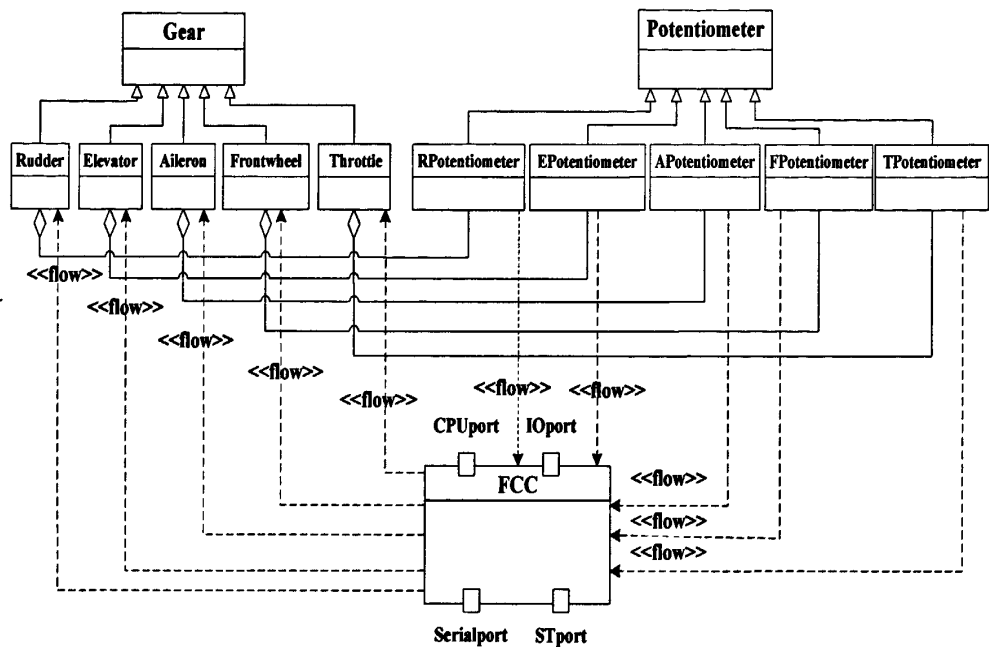 Gear
Potentiometer
Rudder
Elevator
Aileron
Frontwheel
Throttle
RPotentiometer
EPotentiometer
APotentiometer
FPotentiometer
TPotentiometer
<<flow>>
<<flow>>
<<flow>>
<<flow>>
<<flow>>
<<flow>>
<<flow>>
CPUport
IOport
FCC
<<flow>>
<<flow>>
<<flow>>
Serialport
STport